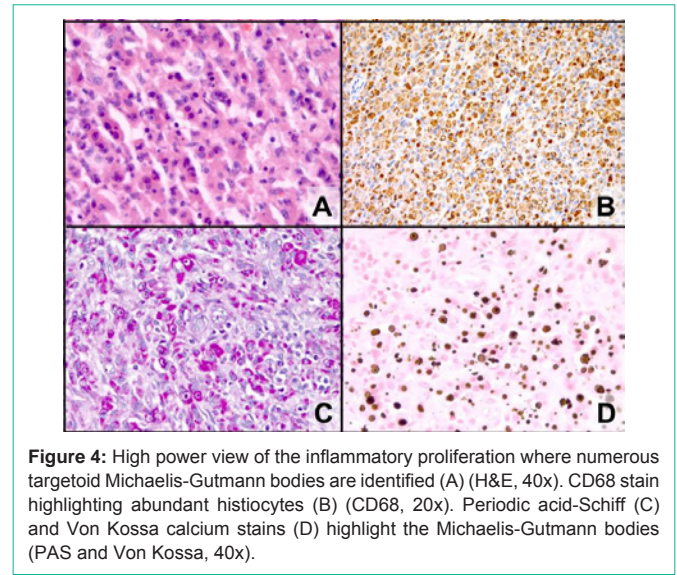 A
B
C
D
Figure 4: High power view of the inflammatory proliferation where numerous
targetoid Michaelis-Gutmann bodies are identified (A) (H&E, 40x). CD68 stain
highlighting abundant histiocytes (B) (CD68, 20x). Periodic acid-Schiff (C)
and Von Kossa calcium stains (D) highlight the Michaelis-Gutmann bodies
(PAS and Von Kossa, 40x).